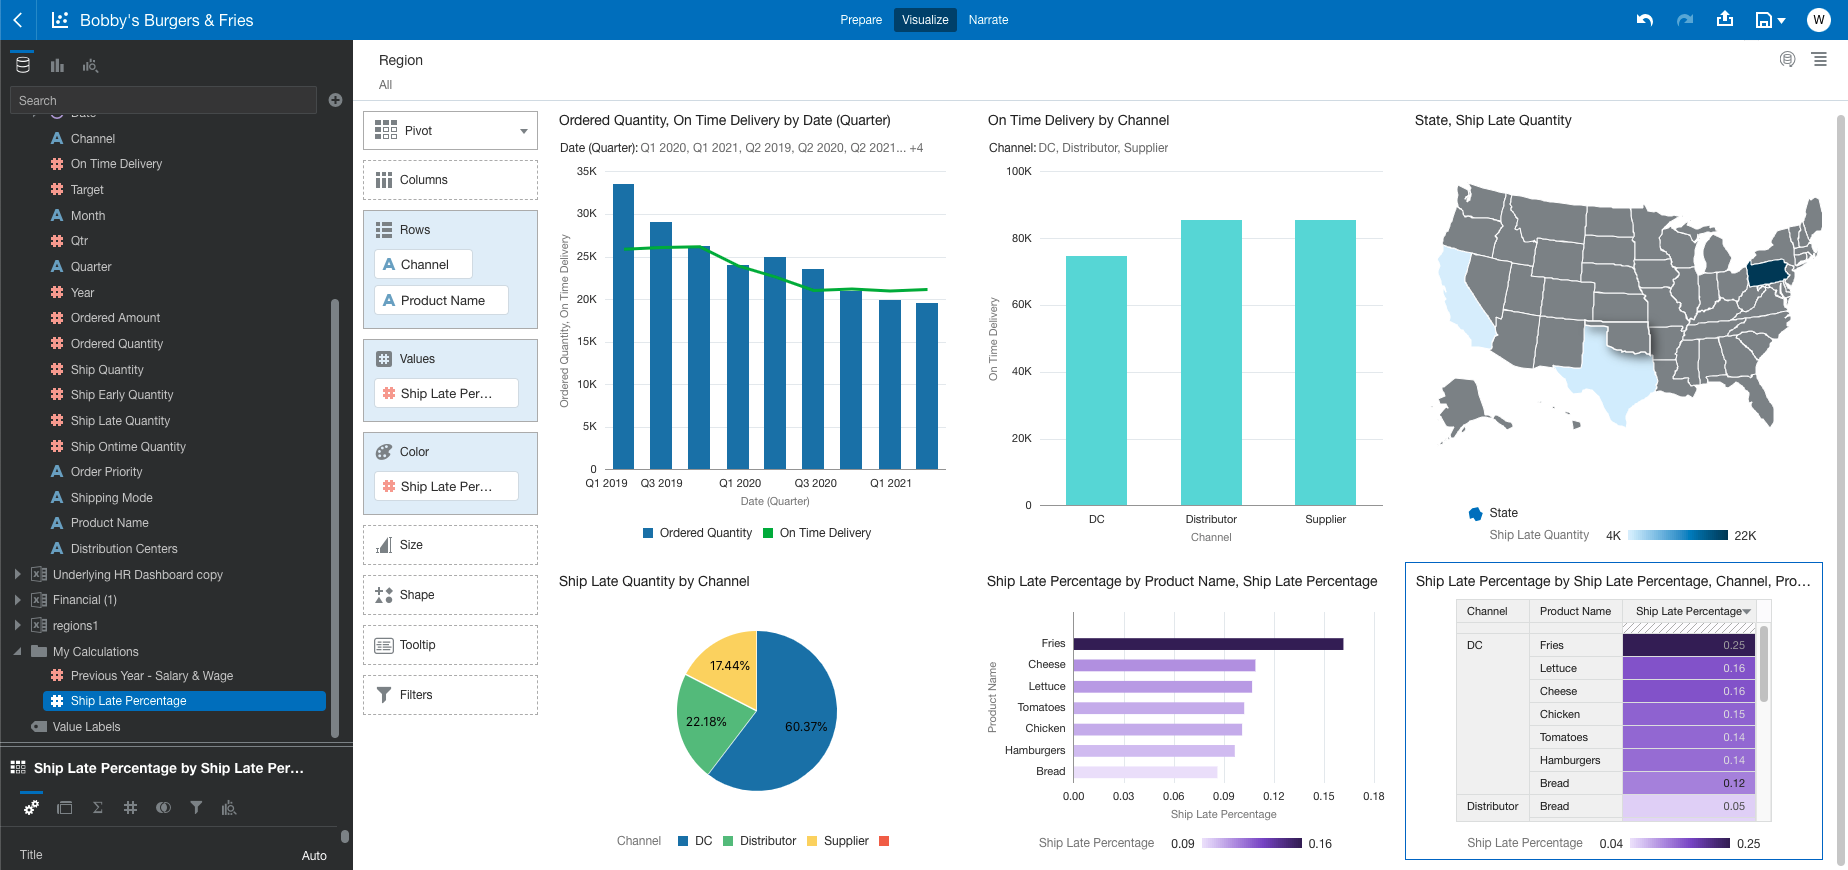 Bobby's Burgers & Fries
Prepare
Visualize
Narrate
W
Search
Date
Channel
On Time Delivery
Target
Month
Qtr
Quarter
Year
Ordered Amount
Ordered Quantity
Ship Quantity
Ship Early Quantity
Ship Late Quantity
Ship Ontime Quantity
Order Priority
Shipping Mode
Product Name
Distribution Centers
Underlying HR Dashboard copy
Financial (1)
regions1
My Calculations
Previous Year - Salary & Wage
Ship Late Percentage
Value Labels
Ship Late Percentage by Ship Late Per...
Title
Auto
Region
All
Pivot
Columns
Rows
A Channel
A Product Name
Values
Ship Late Per...
Color
Ship Late Per...
Size
Shape
Tooltip
Filters
Ordered Quantity, On Time Delivery by Date (Quarter)
Date (Quarter): Q1 2020, Q1 2021, Q2 2019, Q2 2020, Q2 2021... +4
Ordered Quantity, On Time Delivery
35K
30K
25K
20K
15K
10K
5K
0
Q1 2019 Q3 2019 Q1 2020 Q3 2020 Q1 2021
Date (Quarter)
Ordered Quantity On Time Delivery
On Time Delivery by Channel
Channel: DC, Distributor, Supplier
On Time Delivery
100K
80K
60K
40K
20K
0
DC Distributor Supplier
Channel
State, Ship Late Quantity
State
Ship Late Quantity 4K 22K
Ship Late Quantity by Channel
17.44%
22.18%
60.37%
Channel DC Distributor Supplier
Ship Late Percentage by Product Name, Ship Late Percentage
Product Name
Fries
Cheese
Lettuce
Tomatoes
Chicken
Hamburgers
Bread
0.00 0.03 0.06 0.09 0.12 0.15 0.18
Ship Late Percentage
Ship Late Percentage 0.09 0.16
Ship Late Percentage by Ship Late Percentage, Channel, Pro...
Channel Product Name Ship Late Percentage
DC Fries 0.25
Lettuce 0.16
Cheese 0.16
Chicken 0.15
Tomatoes 0.14
Hamburgers 0.14
Bread 0.12
Distributor Bread 0.05
Ship Late Percentage 0.04 0.25